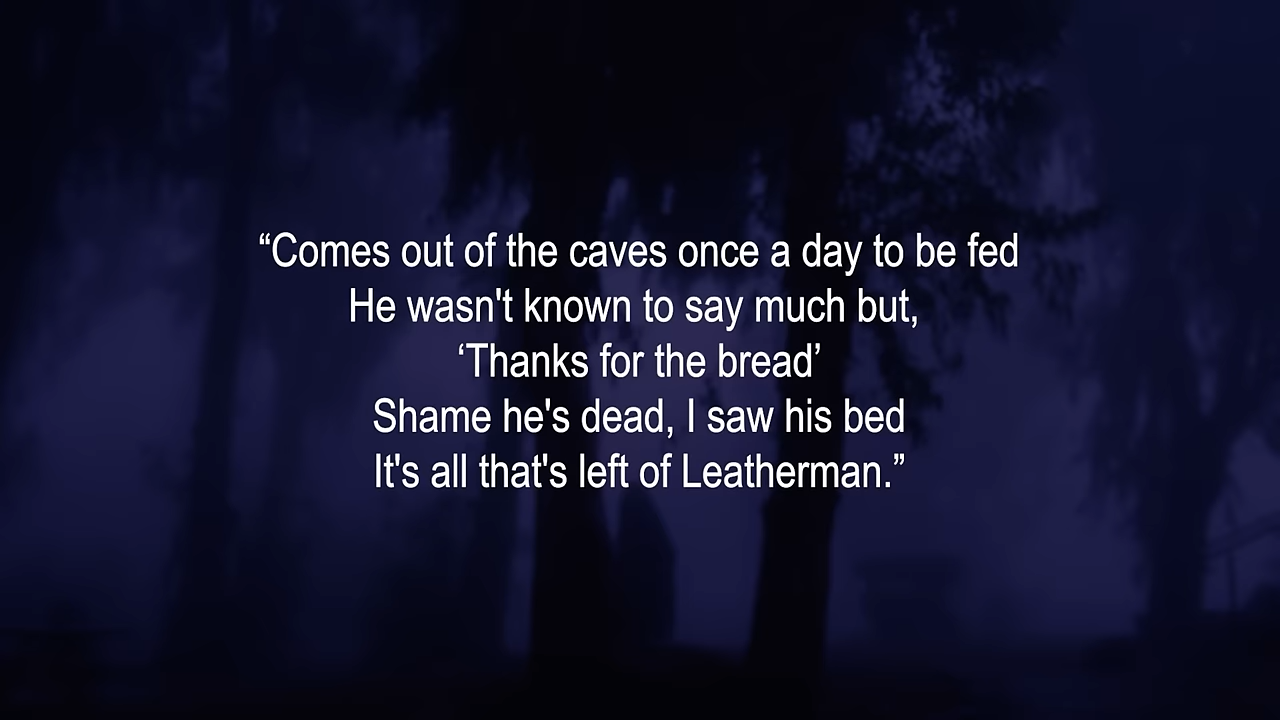 “Comes out of the caves once a day to be fed
He wasn't known to say much but,
‘Thanks for the bread’
Shame he's dead, I saw his bed
It's all that's left of Leatherman.”